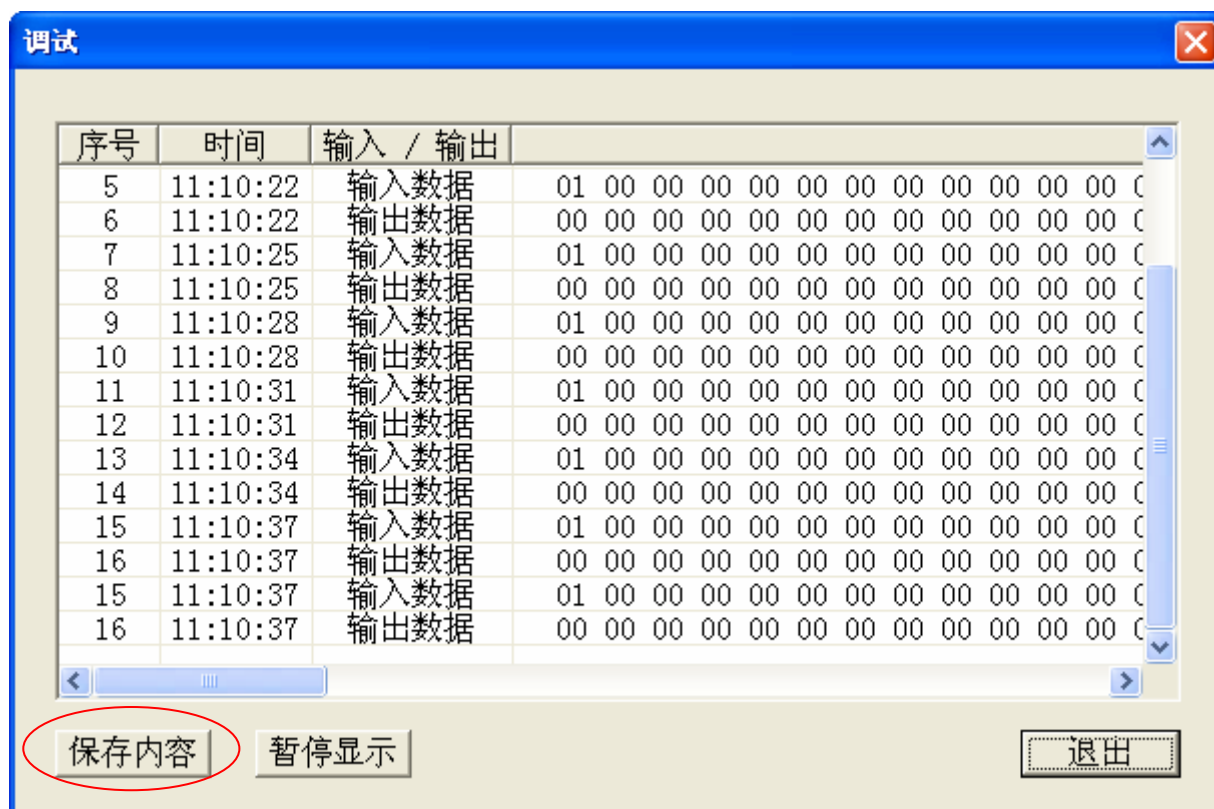 调试
序号 时间 输入 / 输出
5 11:10:22 输入数据 01 00 00 00 00 00 00 00 00 00 00 00
6 11:10:22 输出数据 00 00 00 00 00 00 00 00 00 00 00 00
7 11:10:25 输入数据 01 00 00 00 00 00 00 00 00 00 00 00
8 11:10:25 输出数据 00 00 00 00 00 00 00 00 00 00 00 00
9 11:10:28 输入数据 01 00 00 00 00 00 00 00 00 00 00 00
10 11:10:28 输出数据 00 00 00 00 00 00 00 00 00 00 00 00
11 11:10:31 输入数据 01 00 00 00 00 00 00 00 00 00 00 00
12 11:10:31 输出数据 00 00 00 00 00 00 00 00 00 00 00 00
13 11:10:34 输入数据 01 00 00 00 00 00 00 00 00 00 00 00
14 11:10:34 输出数据 00 00 00 00 00 00 00 00 00 00 00 00
15 11:10:37 输入数据 01 00 00 00 00 00 00 00 00 00 00 00
16 11:10:37 输出数据 00 00 00 00 00 00 00 00 00 00 00 00
15 11:10:37 输入数据 01 00 00 00 00 00 00 00 00 00 00 00
16 11:10:37 输出数据 00 00 00 00 00 00 00 00 00 00 00 00
保存内容 暂停显示 退出